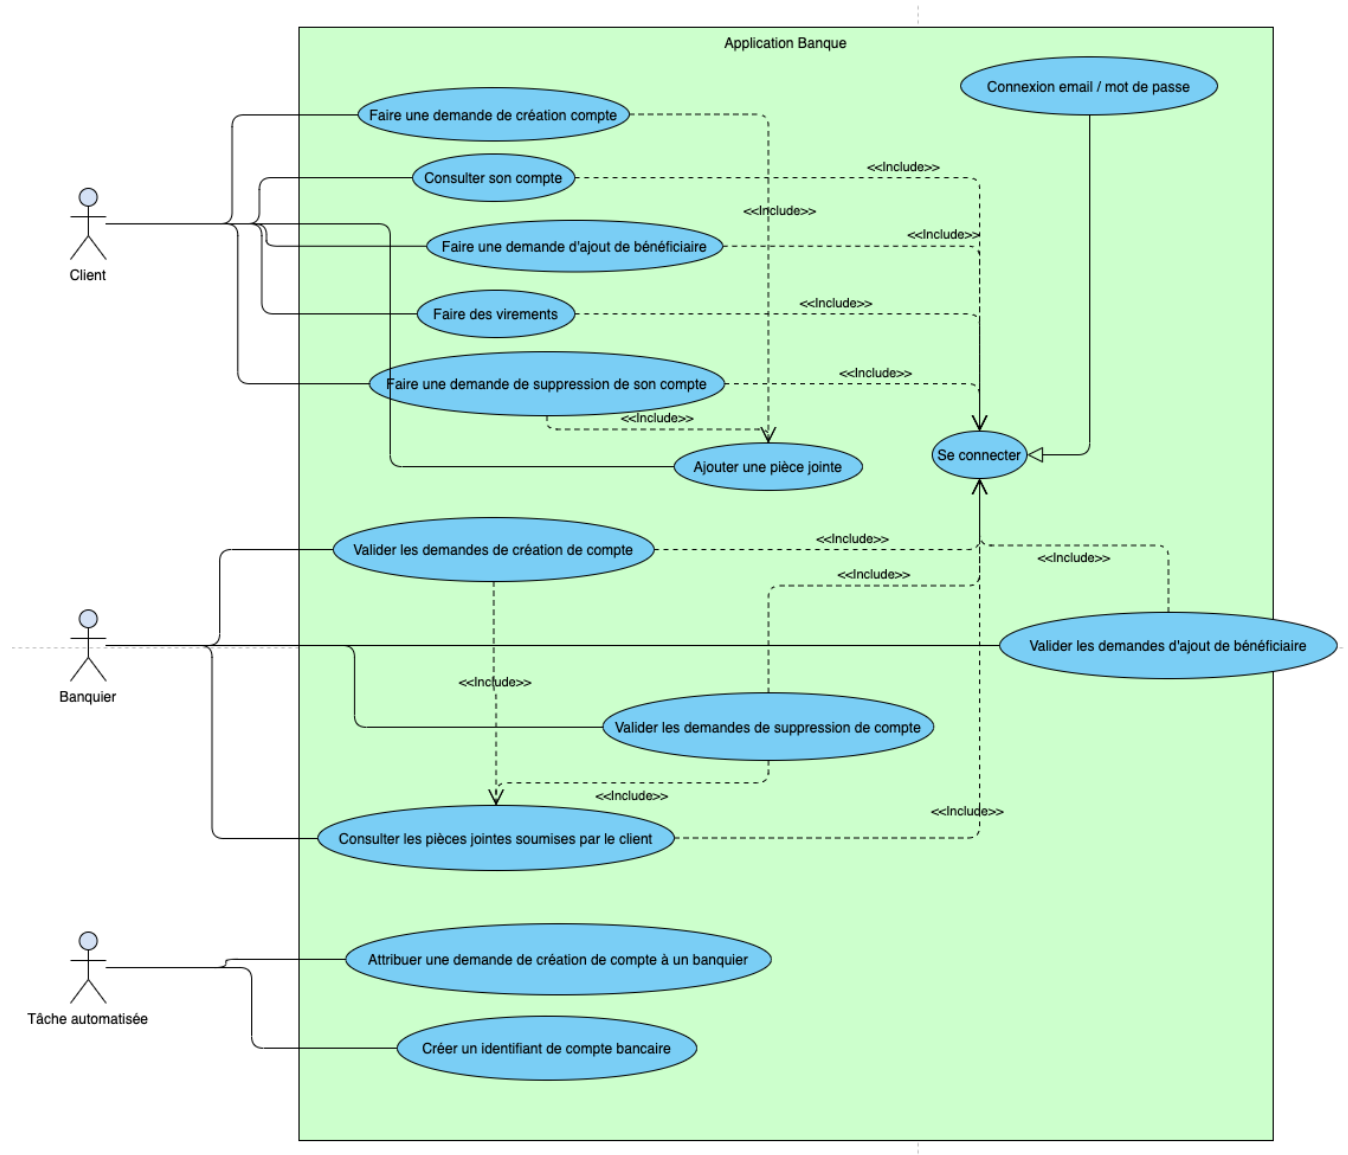 Application Banque
Connexion email / mot de passe
Faire une demande de création compte
<<Include>>
Consulter son compte
<<Include>>
Client
<<Include>>
Faire une demande d'ajout de bénéficiaire
<<Include>>
Faire des virements
<<Include>>
Faire une demande de suppression de son compte
<<Include>>
Se connecter
Ajouter une pièce jointe
<<Include>>
Valider les demandes de création de compte
<<Include>>
<<Include>>
Valider les demandes d'ajout de bénéficiaire
<<Include>>
Banquier
Valider les demandes de suppression de compte
<<Include>>
<<Include>>
Consulter les pièces jointes soumises par le client
Attribuer une demande de création de compte à un banquier
Tâche automatisée
Créer un identifiant de compte bancaire